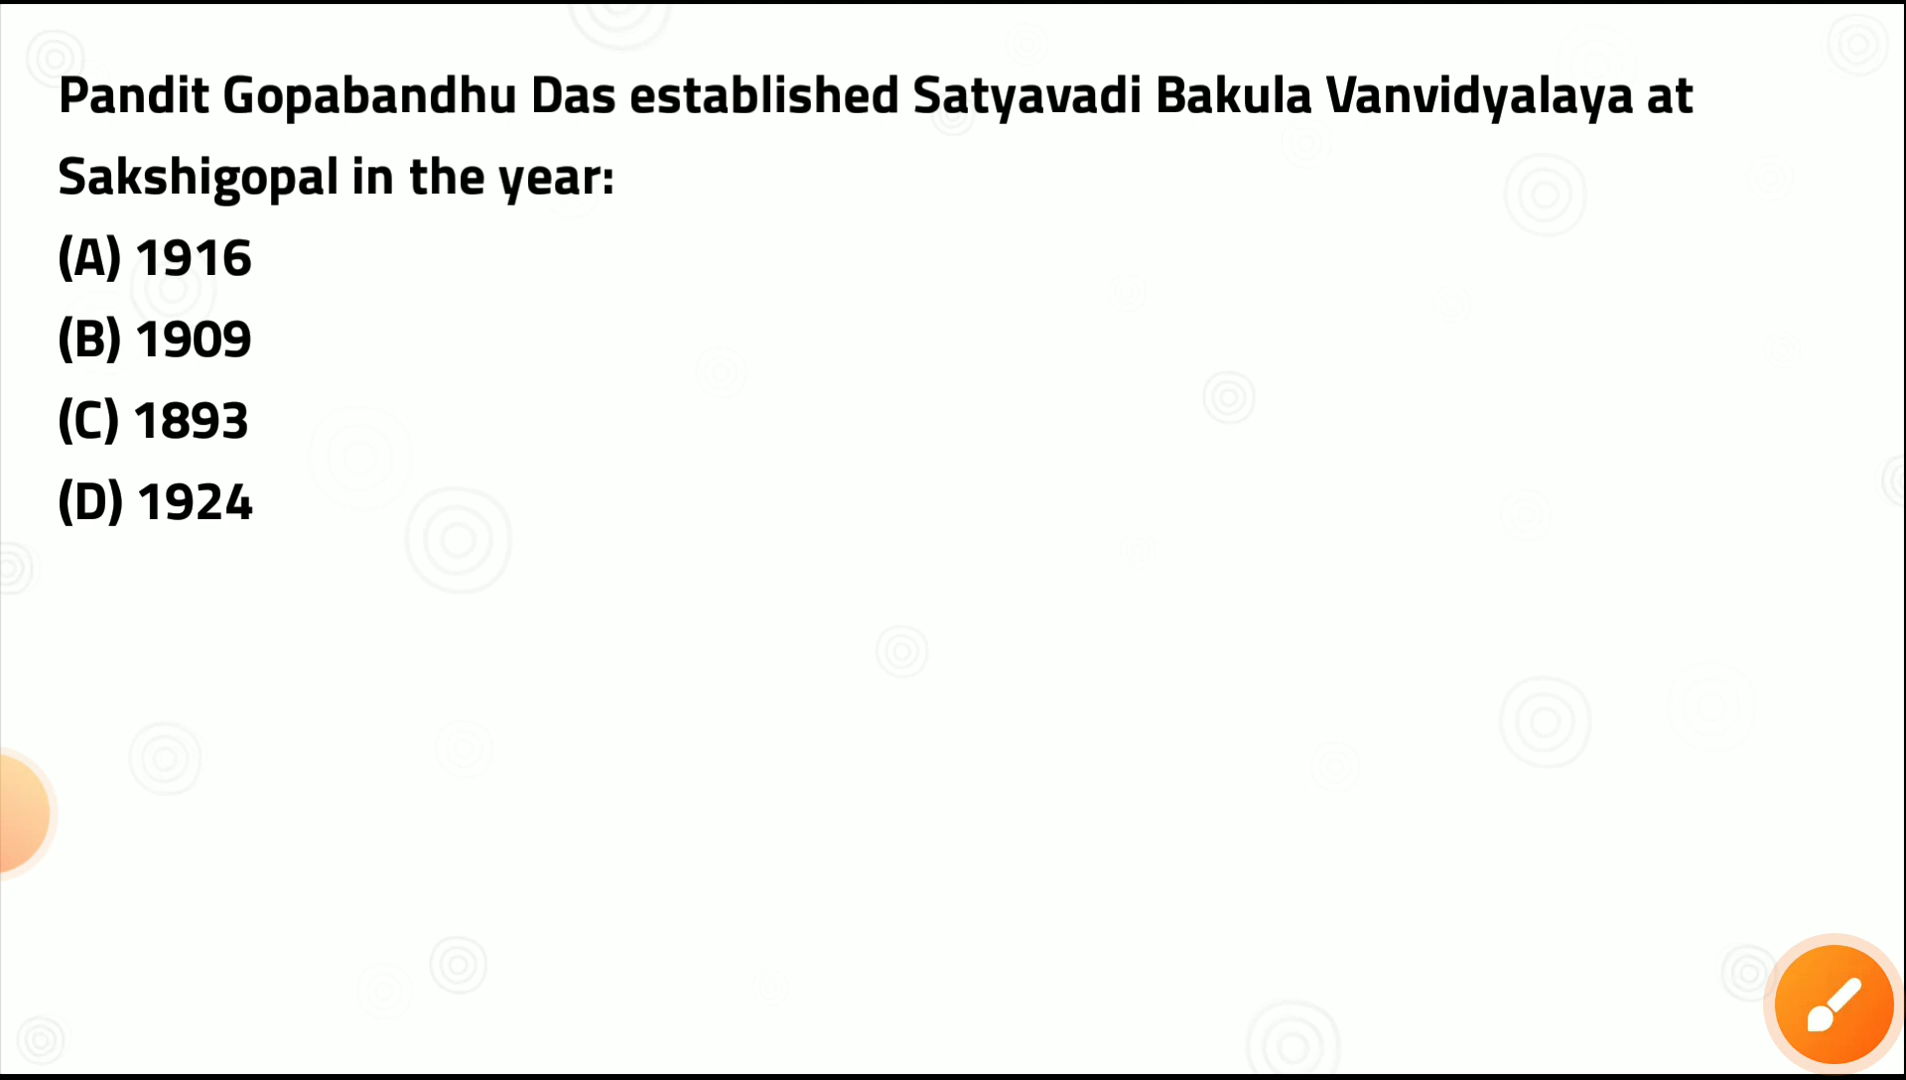 Pandit Gopabandhu Das established Satyavadi Bakula Vanvidyalaya at
Sakshigopal in the year:
(A) 1916
(B) 1909
(C) 1893
(D) 1924